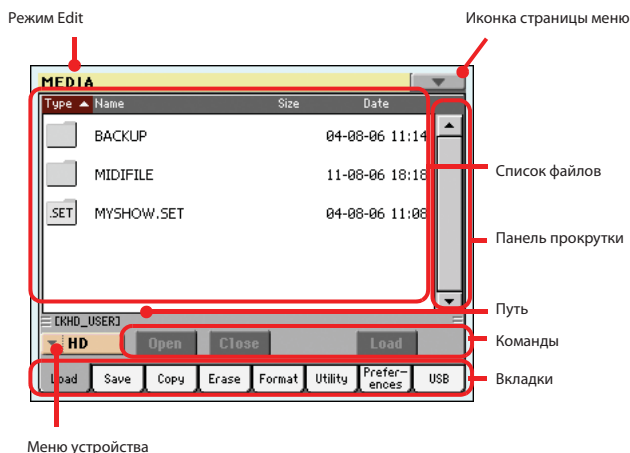 Режим Edit
Иконка страницы меню
MEDIA
Type Name Size Date
BACKUP 04-08-06 11:14
MIDIFILE 11-08-06 18:18
.SET MYSHOW.SET 04-08-06 11:08
Список файлов
Панель прокрутки
Путь
[KHD_USER]
HD Open Close Load
Команды
Load Save Copy Erase Format Utility Prefer-ences USB
Вкладки
Меню устройства